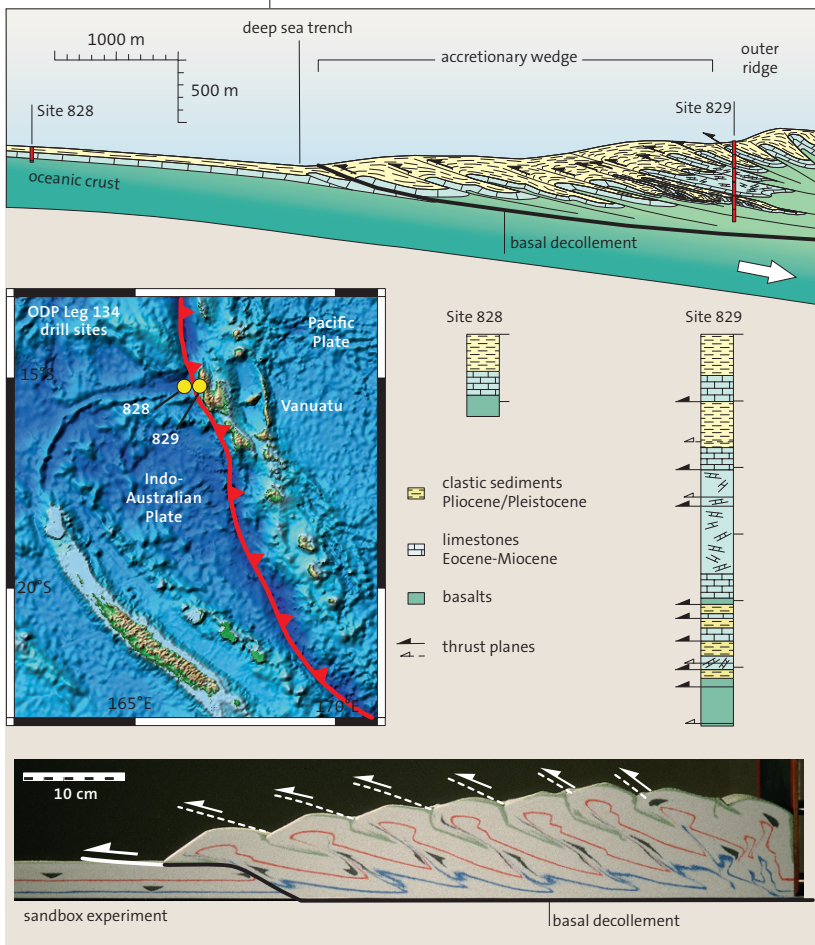 deep sea trench
1000 m
accretionary wedge
outer
ridge
500 m
Site 828
Site 829
oceanic crust
basal decollement
ODP Leg 134
drill sites
Pacific
Plate
15°S
828
829
Vanuatu
Indo-
Australian
Plate
20°S
165°E
170°E
Site 828
Site 829
clastic sediments
Pliocene/Pleistocene
limestones
Eocene-Miocene
basalts
thrust planes
10 cm
sandbox experiment
basal decollement